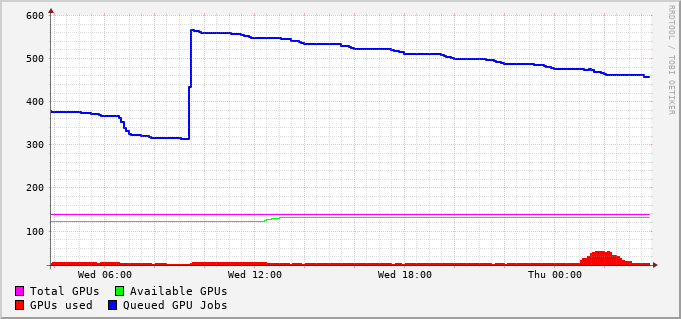 600
500
400
300
200
100
Wed 06:00 Wed 12:00 Wed 18:00 Thu 00:00
Total GPUs Available GPUs
GPUs used Queued GPU Jobs
RRDTOOL / TOBI OETIKER